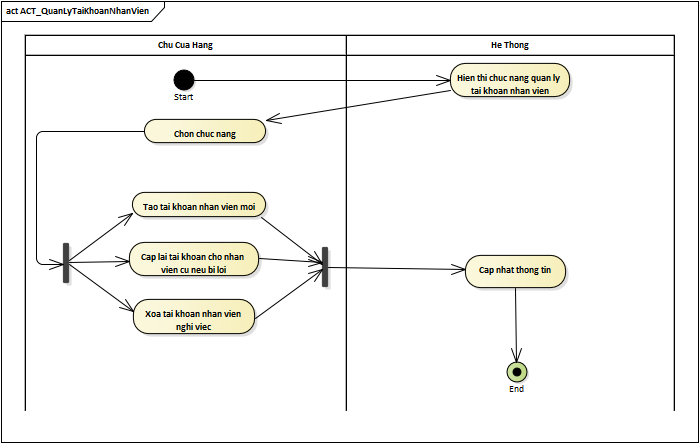 act ACT_QuanLyTaiKhoanNhanVien
Chu Cua Hang
He Thong
Start
Hien thi chuc nang quan ly
tai khoan nhan vien
Chon chuc nang
Tao tai khoan nhan vien moi
Cap lai tai khoan cho nhan
vien cu neu bi loi
Xoa tai khoan nhan vien
nghi viec
Cap nhat thong tin
End